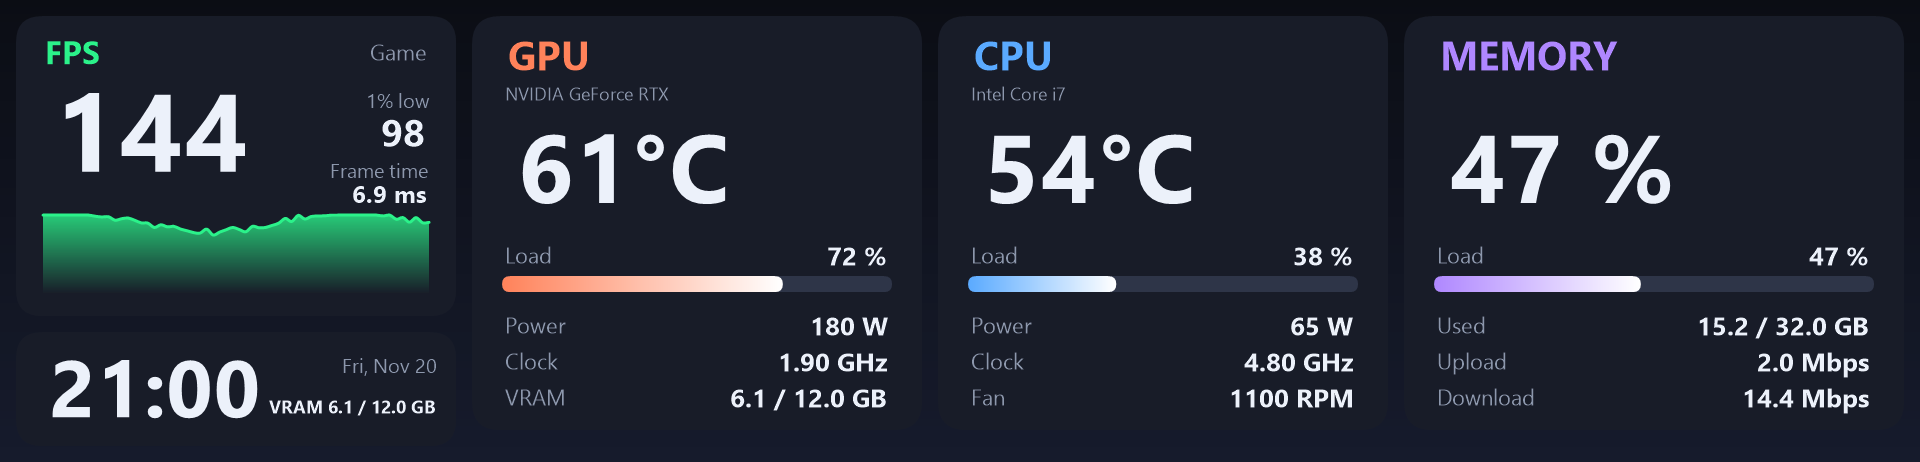 FPS
Game
144
1% low
98
Frame time
6.9 ms
21:00
Fri, Nov 20
VRAM 6.1 / 12.0 GB
GPU
NVIDIA GeForce RTX
61°C
Load 72 %
Power 180 W
Clock 1.90 GHz
VRAM 6.1 / 12.0 GB
CPU
Intel Core i7
54°C
Load 38 %
Power 65 W
Clock 4.80 GHz
Fan 1100 RPM
MEMORY
47 %
Load 47 %
Used 15.2 / 32.0 GB
Upload 2.0 Mbps
Download 14.4 Mbps